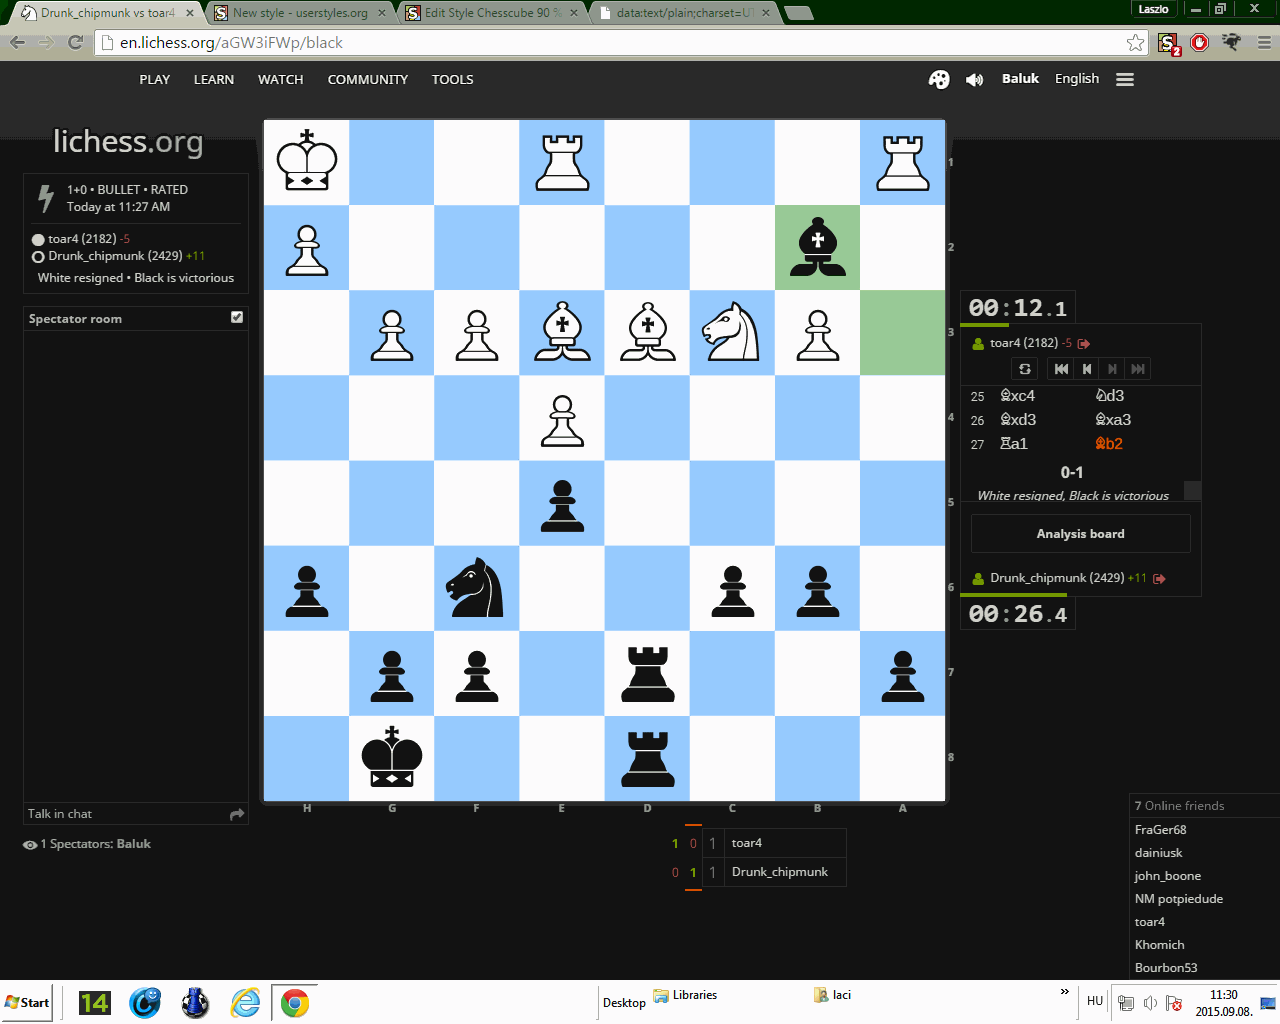 Drunk_chipmunk vs toar4
New style - userstyles.org
Edit Style Chesscube 90 %
data:text/plain;charset=U
Laszlo
en.lichess.org/aGW3iFWp/black
2
PLAY
LEARN
WATCH
COMMUNITY
TOOLS
Baluk
English
lichess.org
1+0 • BULLET • RATED
Today at 11:27 AM
toar4 (2182) -5
Drunk_chipmunk (2429) +11
White resigned • Black is victorious
Spectator room
Talk in chat
1 Spectators: Baluk
1
2
3
4
5
6
7
8
H G F E D C B A
00:12.1
toar4 (2182) -5
25 ♗xc4 ♘d3
26 ♗xd3 ♗xa3
27 ♖a1 ♗b2
0-1
White resigned, Black is victorious
Analysis board
Drunk_chipmunk (2429) +11
00:26.4
1 0 1 toar4
0 1 1 Drunk_chipmunk
7 Online friends
FraGer68
dainiusk
john_boone
NM potpiedude
toar4
Khomich
Bourbon53
Start
14
Desktop
Libraries
laci
»
HU
11:30
2015.09.08.